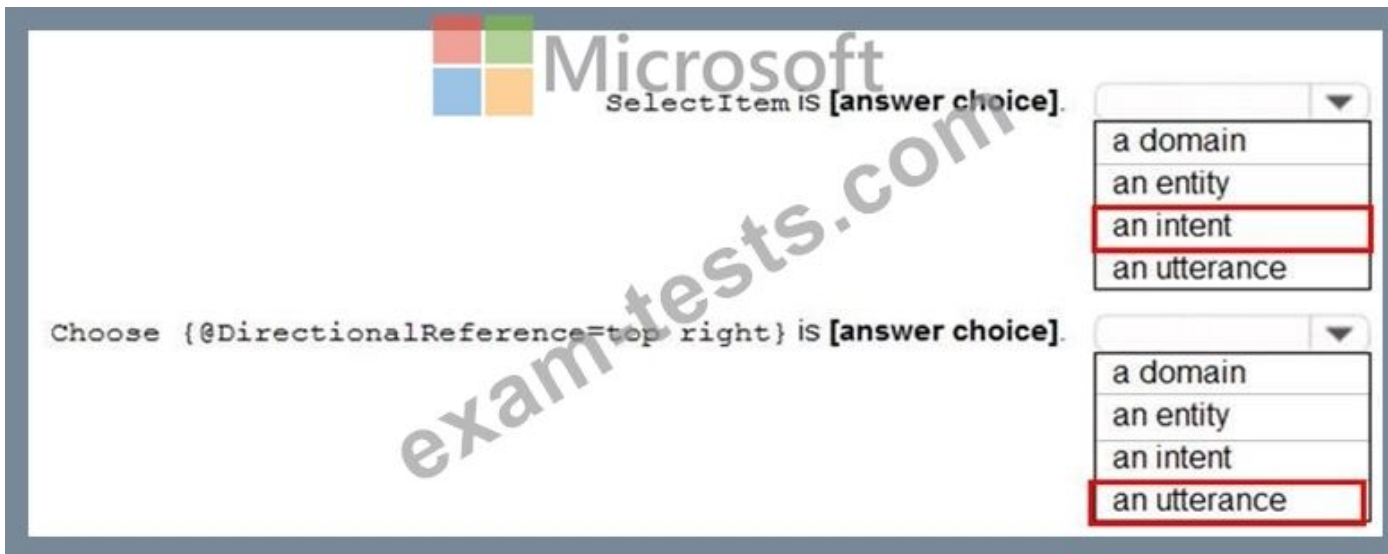 Microsoft
SelectItem is [answer choice].
a domain
an entity
an intent
an utterance
Choose {@DirectionalReference=top right} is [answer choice].
a domain
an entity
an intent
an utterance
exam-tests.com